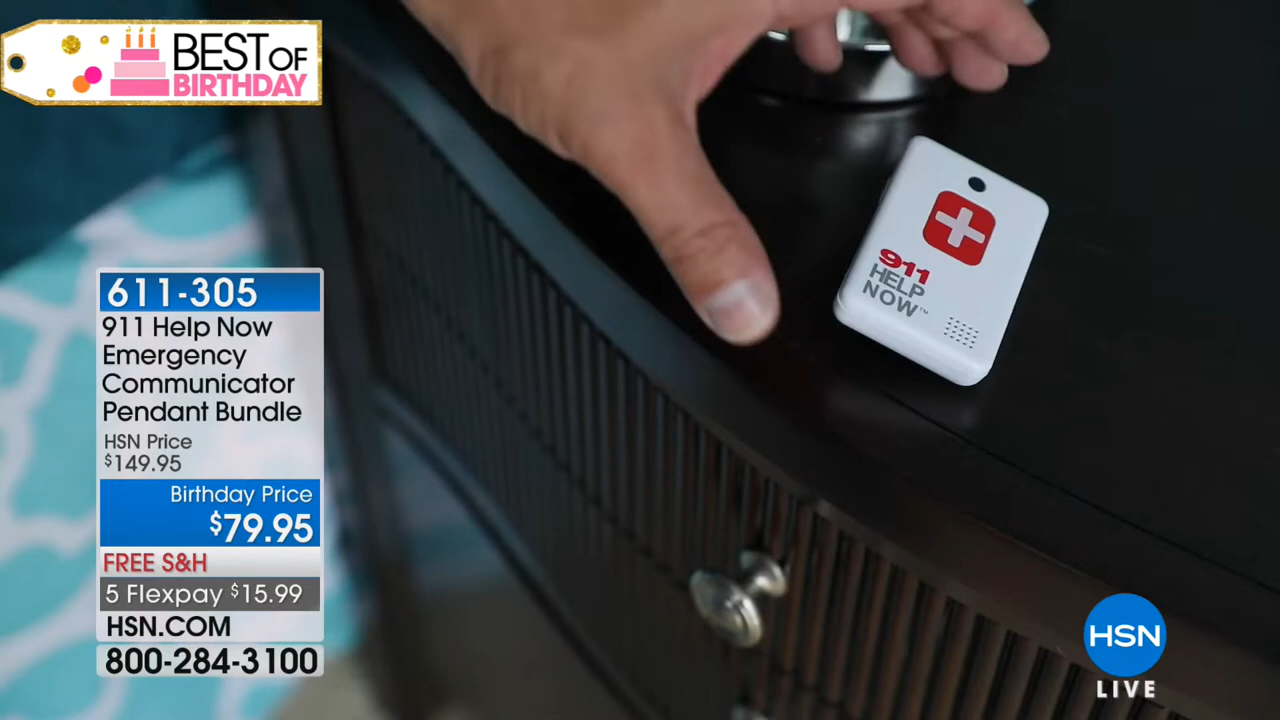 BEST OF
BIRTHDAY
611-305
911 Help Now
Emergency
Communicator
Pendant Bundle
HSN Price
$149.95
Birthday Price
$79.95
FREE S&H
5 Flexpay $15.99
HSN.COM
800-284-3100
911
HELP
NOW™
HSN
LIVE